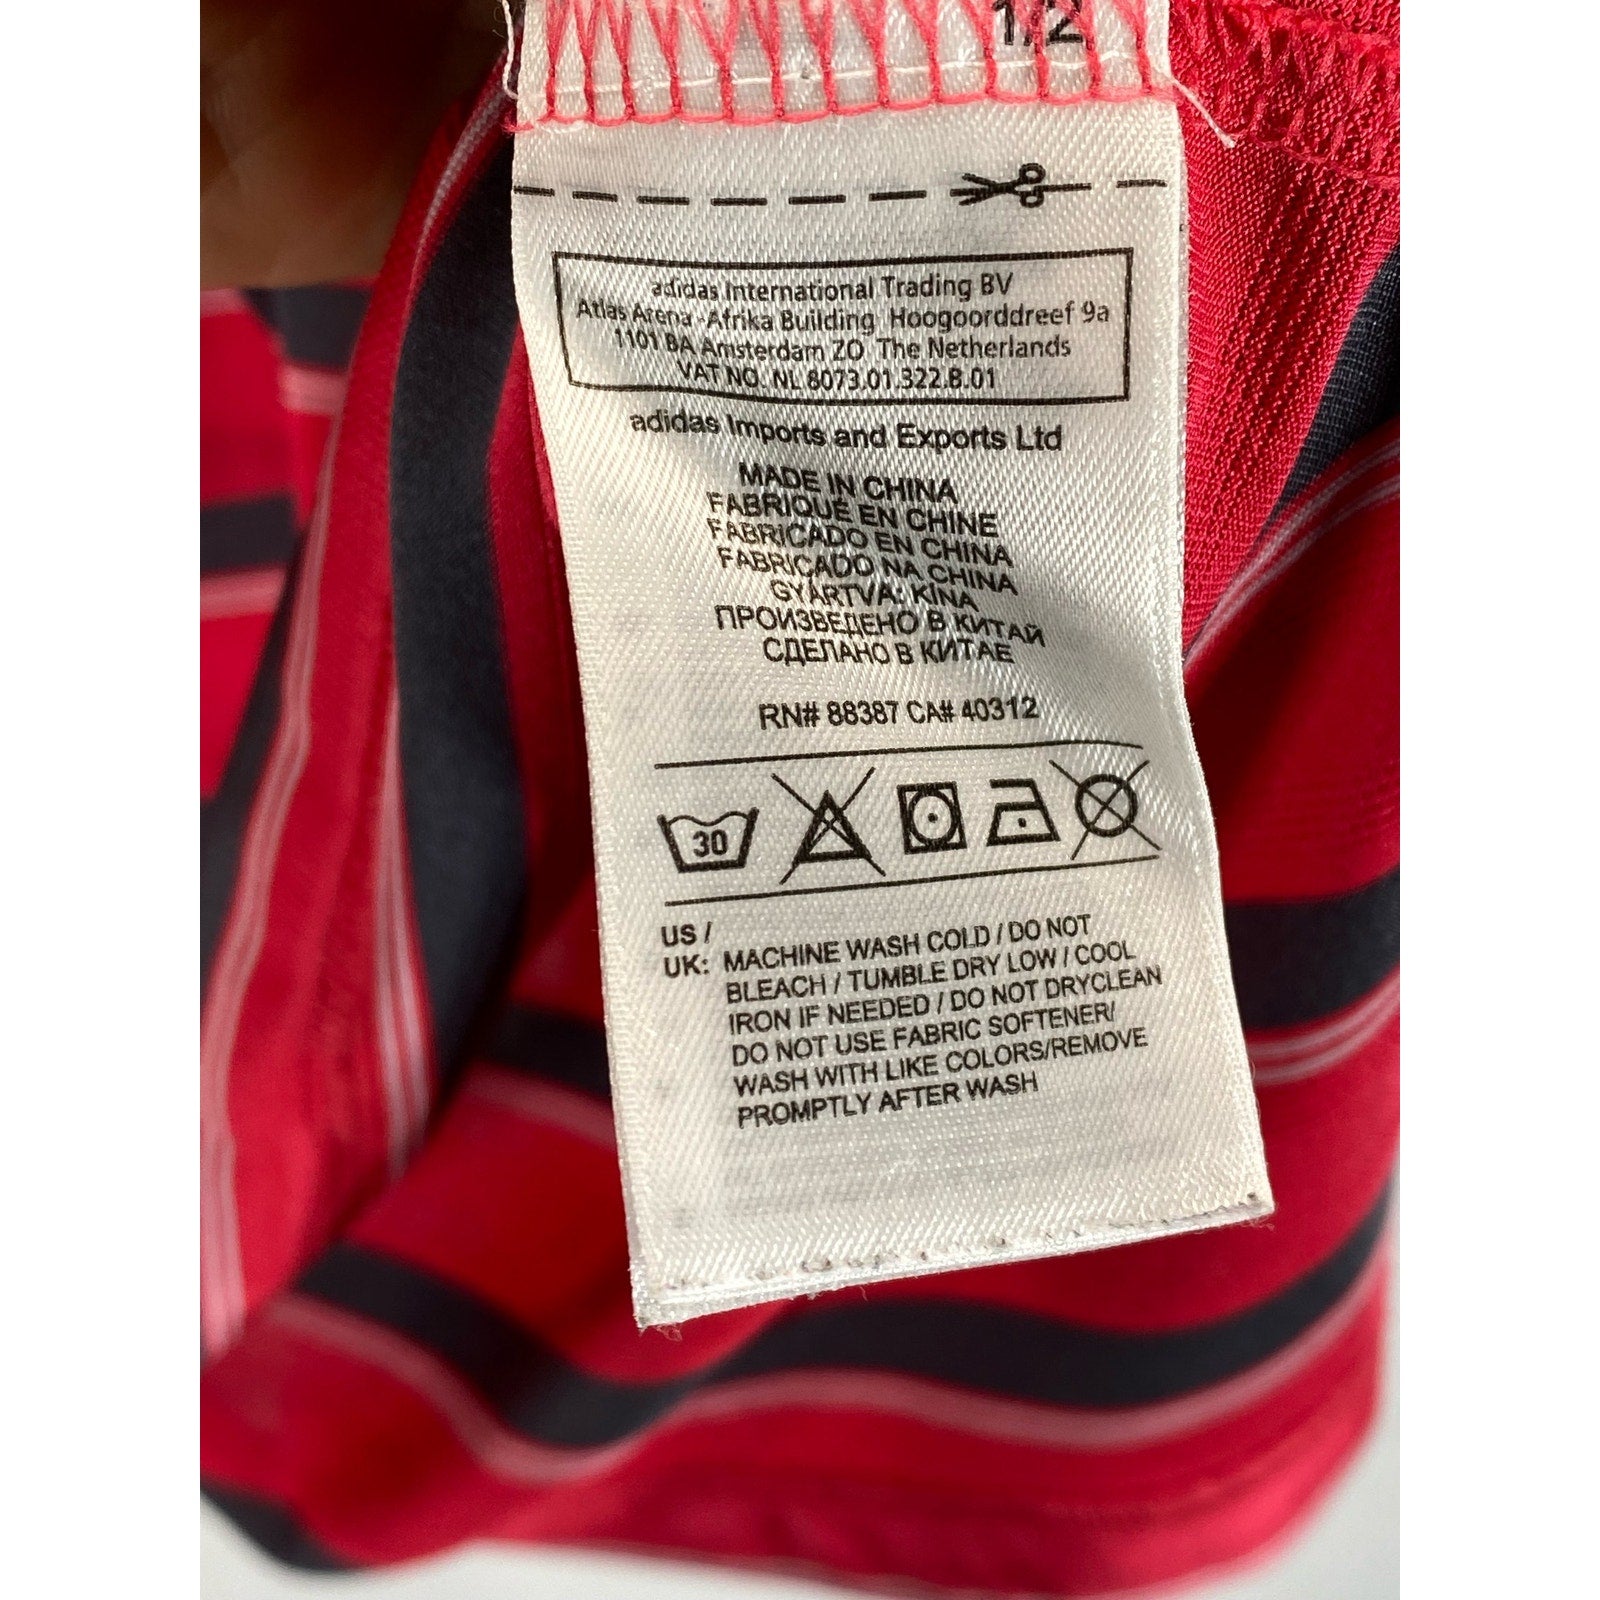 1/2
adidas International Trading BV
Atlas Arena -Afrika Building Hoogoorddreef 9a
1101 BA Amsterdam ZO The Netherlands
VAT NO. NL 8073.01.322.B.01
adidas Imports and Exports Ltd
MADE IN CHINA
FABRIQUÉ EN CHINE
FABRICADO EN CHINA
FABRICADO NA CHINA
GYÁRTVA: KÍNA
ПРОИЗВЕДЕНО В КИТАЙ
СДЕЛАНО В КИТАЕ
RN# 88387 CA# 40312
30
US /
UK: MACHINE WASH COLD / DO NOT
BLEACH / TUMBLE DRY LOW / COOL
IRON IF NEEDED / DO NOT DRYCLEAN
DO NOT USE FABRIC SOFTENER/
WASH WITH LIKE COLORS/REMOVE
PROMPTLY AFTER WASH